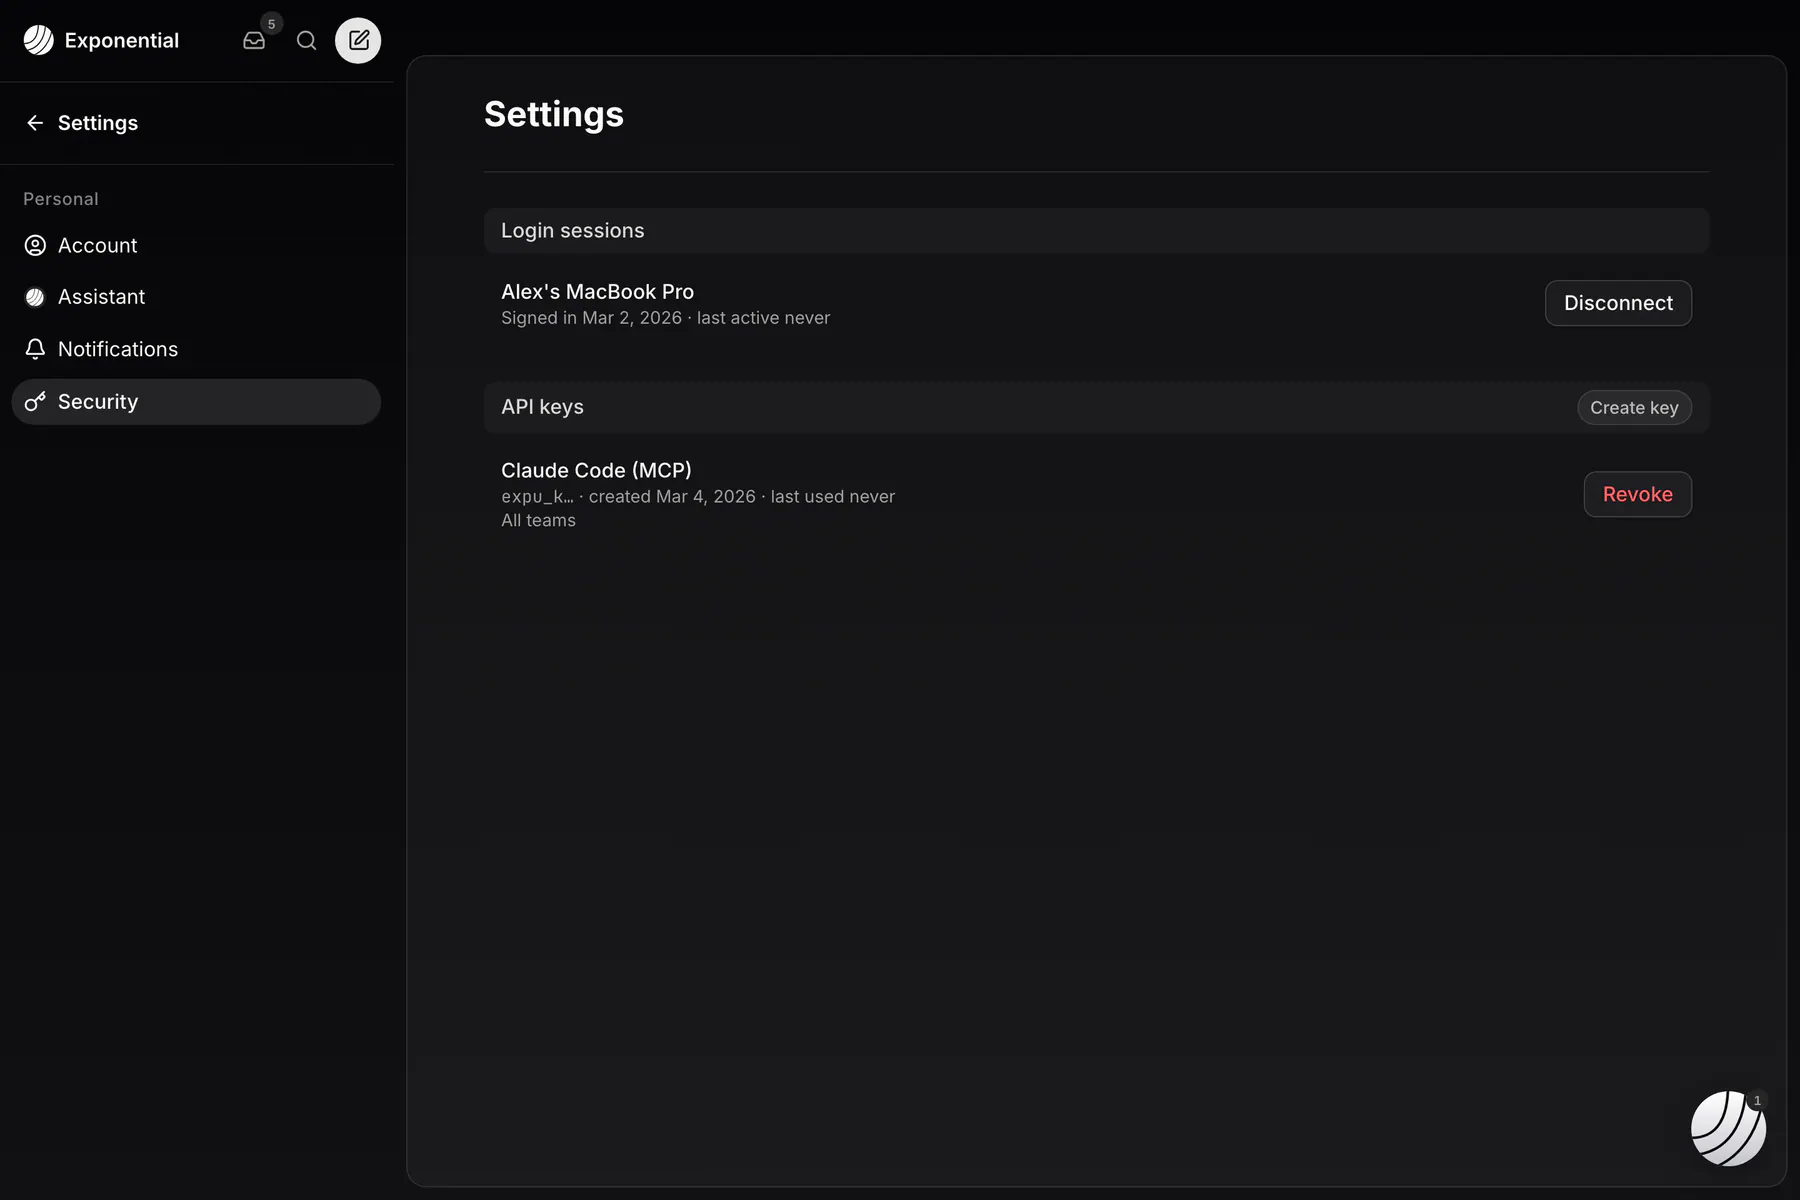 Exponential
5
Settings
Personal
Account
Assistant
Notifications
Security
Settings
Login sessions
Alex's MacBook Pro
Signed in Mar 2, 2026 · last active never
Disconnect
API keys
Create key
Claude Code (MCP)
expu_k… · created Mar 4, 2026 · last used never
All teams
Revoke
1